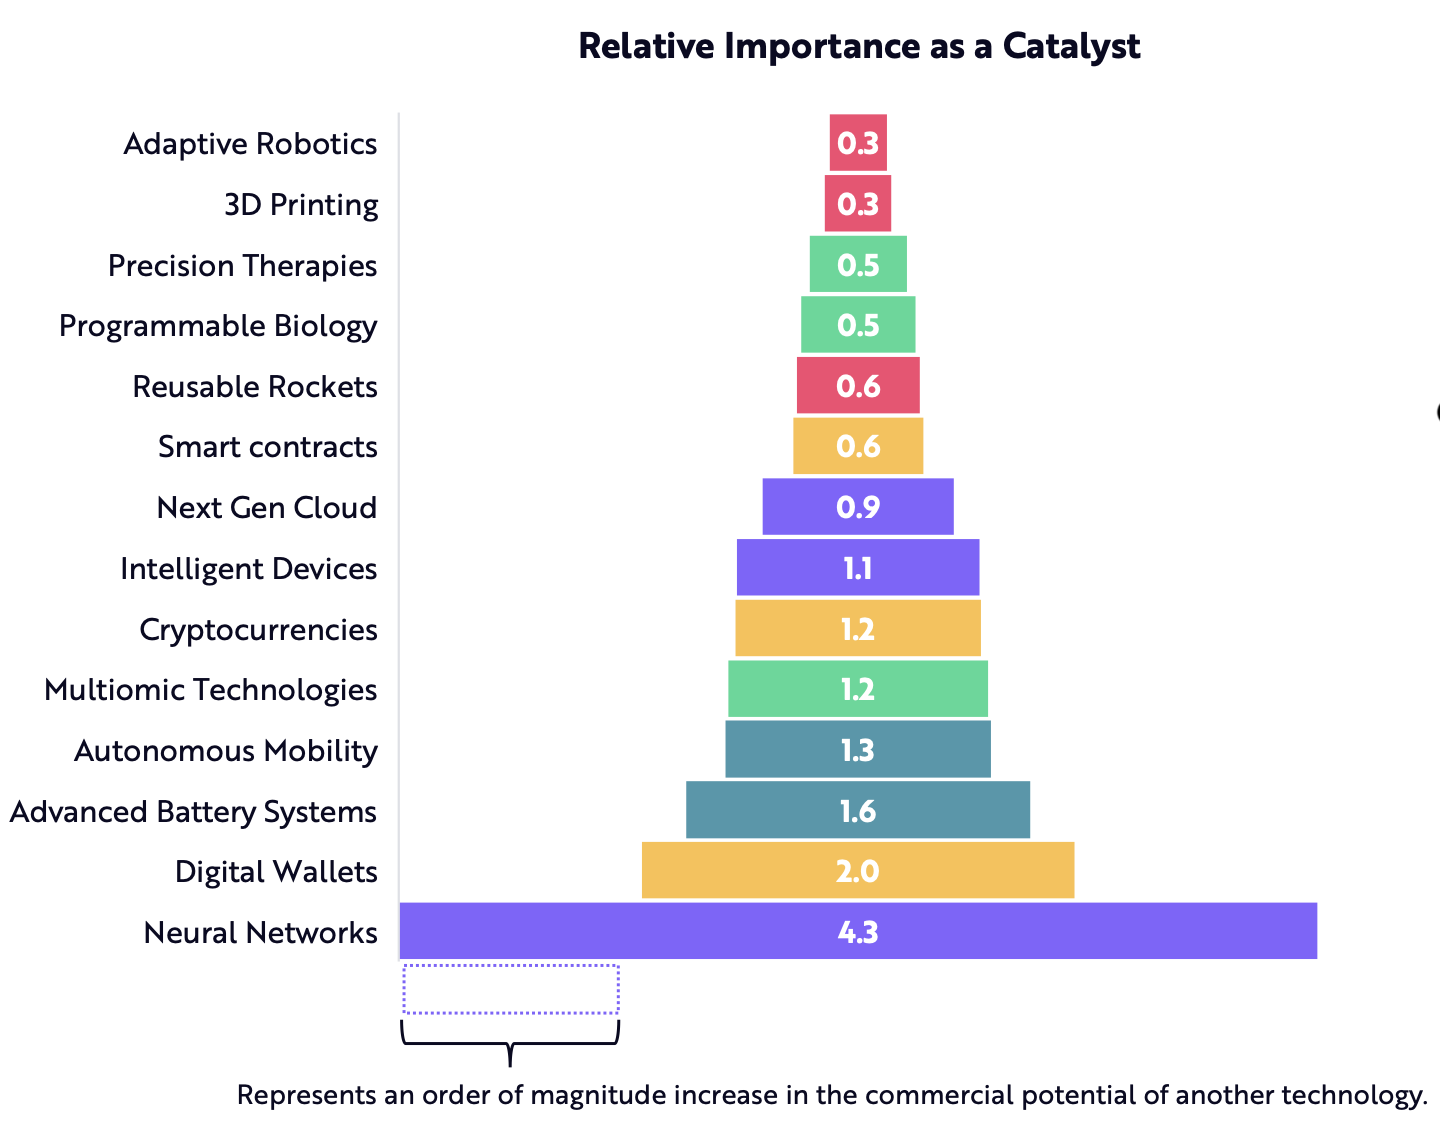 Relative Importance as a Catalyst
Adaptive Robotics 0.3
3D Printing 0.3
Precision Therapies 0.5
Programmable Biology 0.5
Reusable Rockets 0.6
Smart contracts 0.6
Next Gen Cloud 0.9
Intelligent Devices 1.1
Cryptocurrencies 1.2
Multiomic Technologies 1.2
Autonomous Mobility 1.3
Advanced Battery Systems 1.6
Digital Wallets 2.0
Neural Networks 4.3
Represents an order of magnitude increase in the commercial potential of another technology.